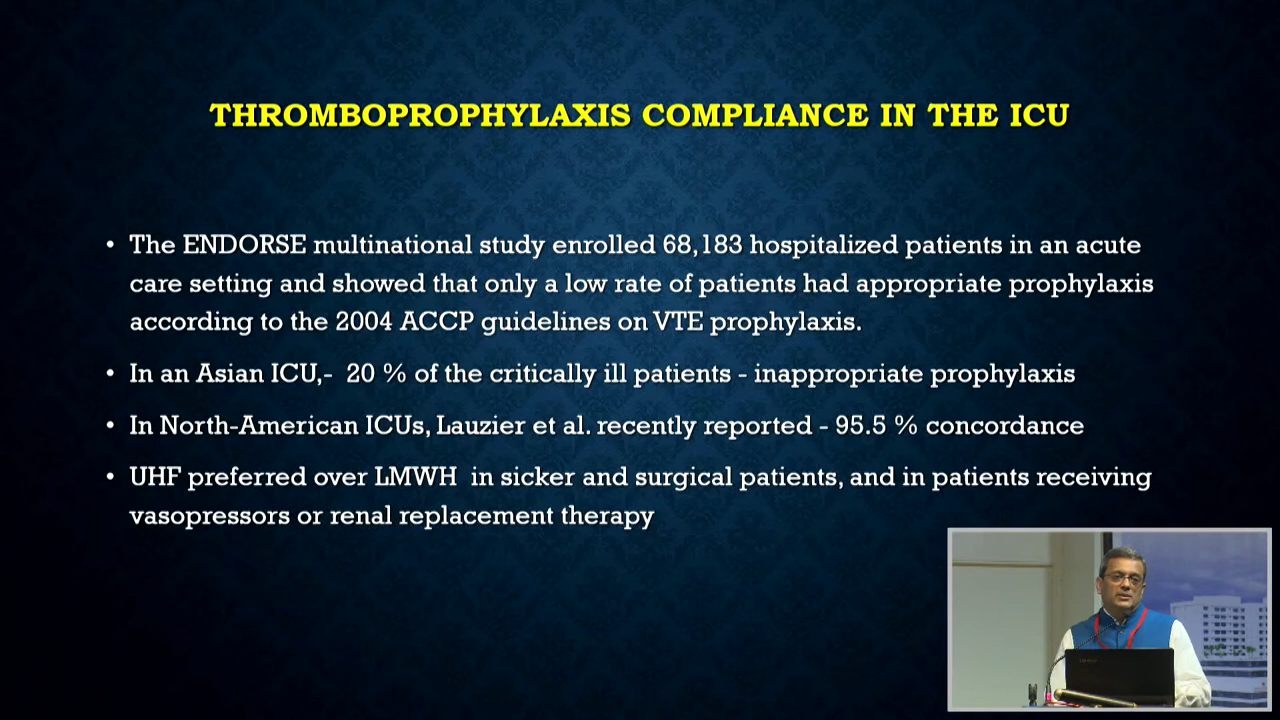 THROMBOPROPHYLAXIS COMPLIANCE IN THE ICU
• The ENDORSE multinational study enrolled 68,183 hospitalized patients in an acute
care setting and showed that only a low rate of patients had appropriate prophylaxis
according to the 2004 ACCP guidelines on VTE prophylaxis.
• In an Asian ICU,- 20 % of the critically ill patients - inappropriate prophylaxis
• In North-American ICUs, Lauzier et al. recently reported - 95.5 % concordance
• UHF preferred over LMWH in sicker and surgical patients, and in patients receiving
vasopressors or renal replacement therapy